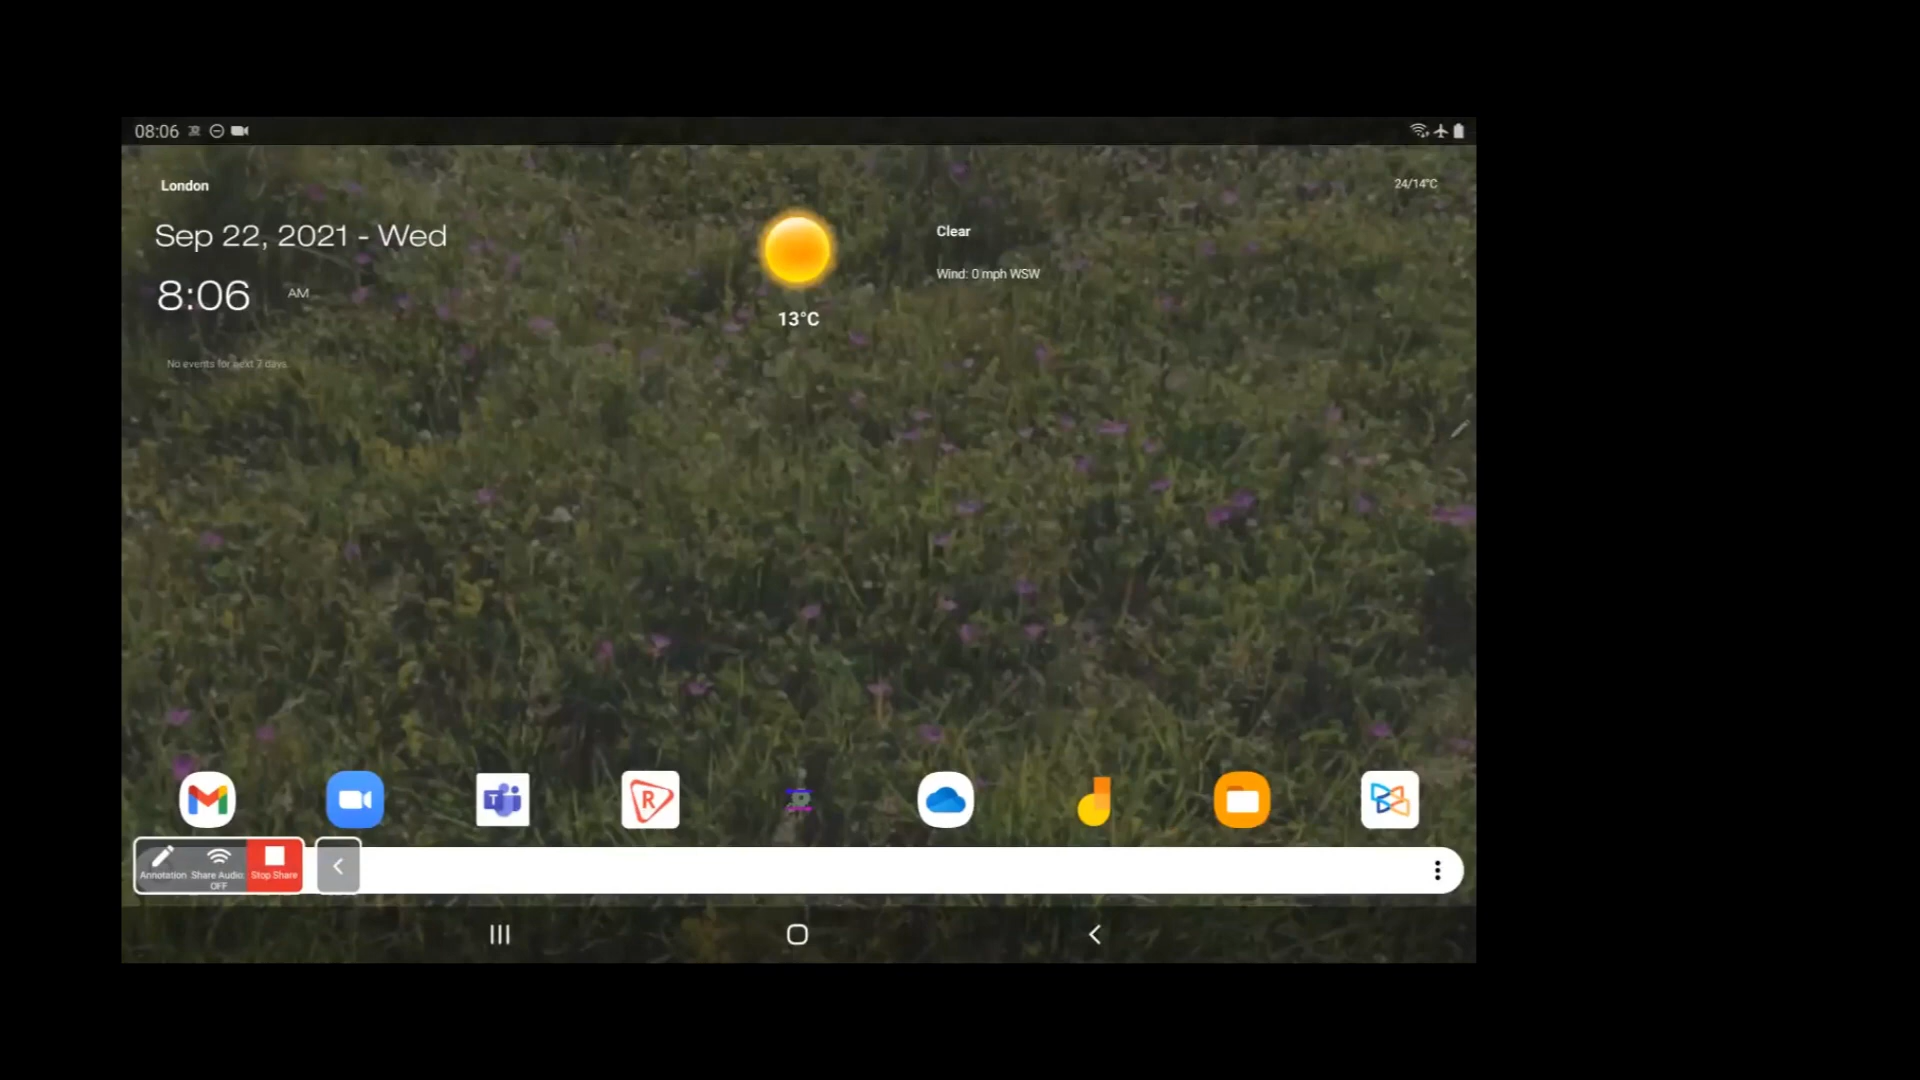 08:06
London
24/14°C
Sep 22, 2021 - Wed
Clear
8:06 AM
Wind: 0 mph WSW
13°C
No events for next 7 days
T
R
Annotation
Share Audio: OFF
Stop Share